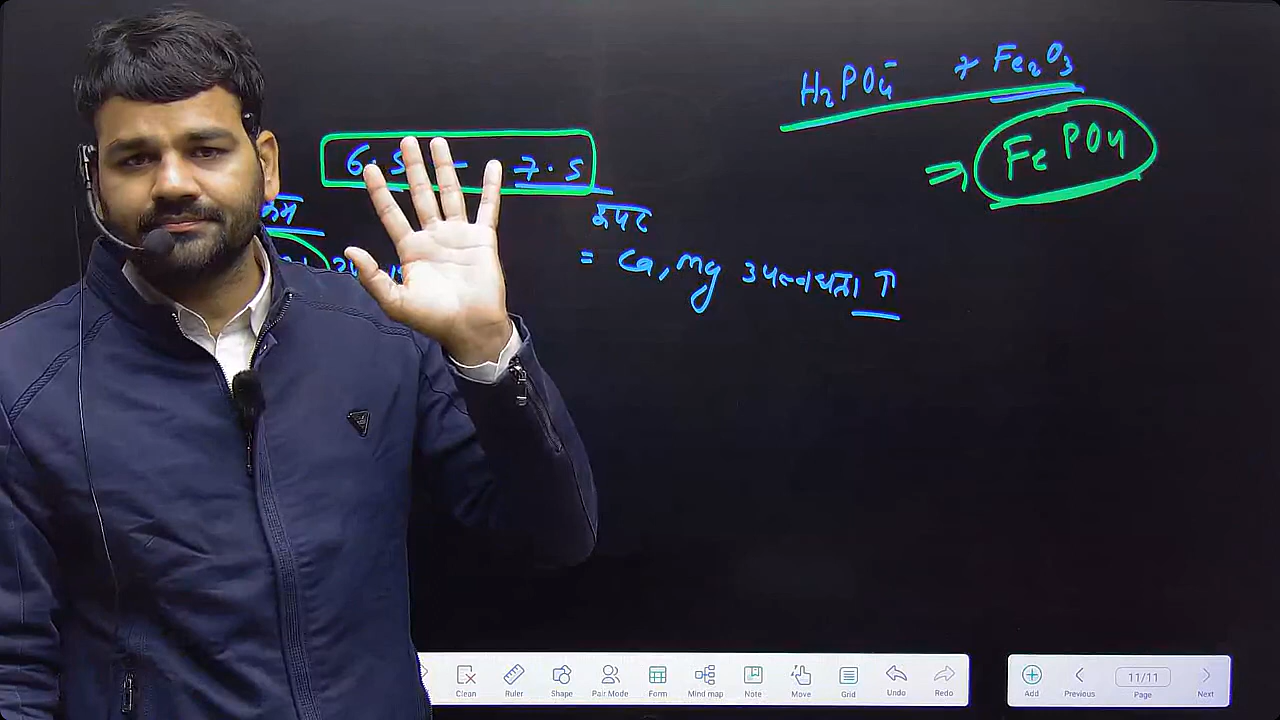 H₂PO₄⁻ + Fe₂O₃
⇒ FePO₄
6.5 - 7.5
कम
ऊपर
= Ca, Mg उपलब्धता ↑
Clean Ruler Shape Pair Mode Form Mind map Note Move Grid Undo Redo
Add Previous 11/11 Page Next